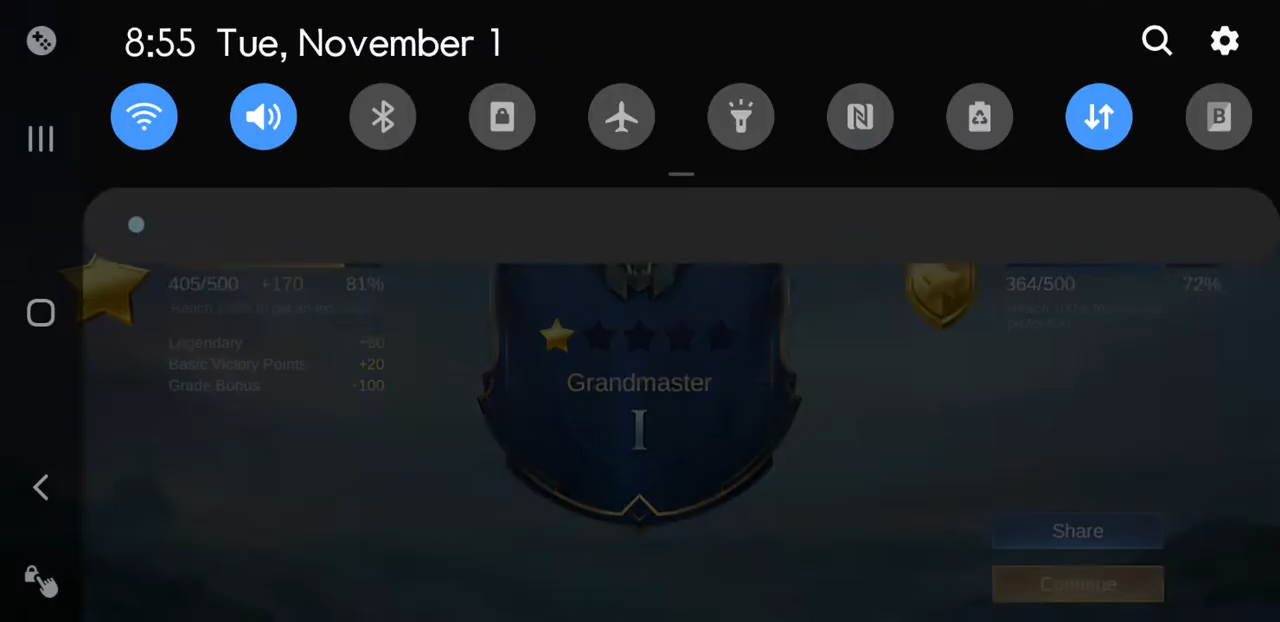 8:55 Tue, November 1
405/500 +170 81%
364/500 72%
Legendary
Basic Victory Points +20
Grade Bonus 100
Grandmaster
I
Share
Continue